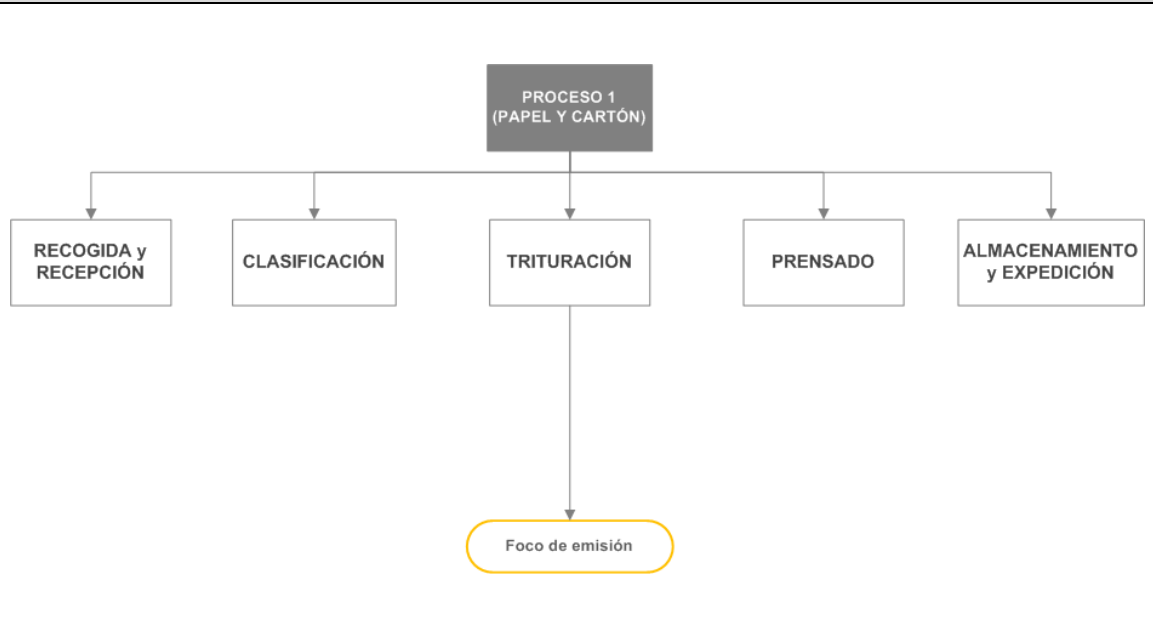 PROCESO 1
(PAPEL Y CARTÓN)
RECOGIDA y
RECEPCIÓN
CLASIFICACIÓN
TRITURACIÓN
PRENSADO
ALMACENAMIENTO
y EXPEDICIÓN
Foco de emisión